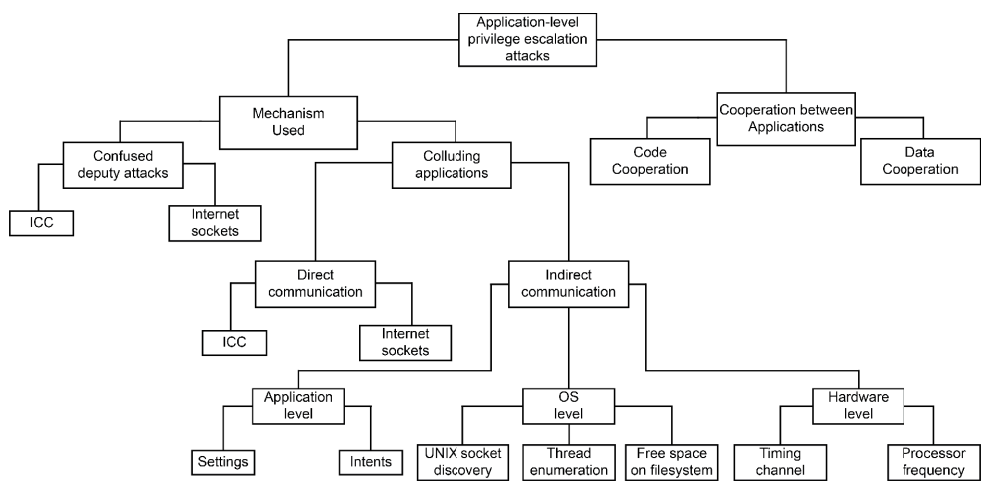 Application-level
privilege escalation
attacks
Mechanism
Used
Cooperation between
Applications
Confused
deputy attacks
Colluding
applications
Code
Cooperation
Data
Cooperation
ICC
Internet
sockets
Direct
communication
Indirect
communication
ICC
Internet
sockets
Application
level
OS
level
Hardware
level
Settings
Intents
UNIX socket
discovery
Thread
enumeration
Free space
on filesystem
Timing
channel
Processor
frequency